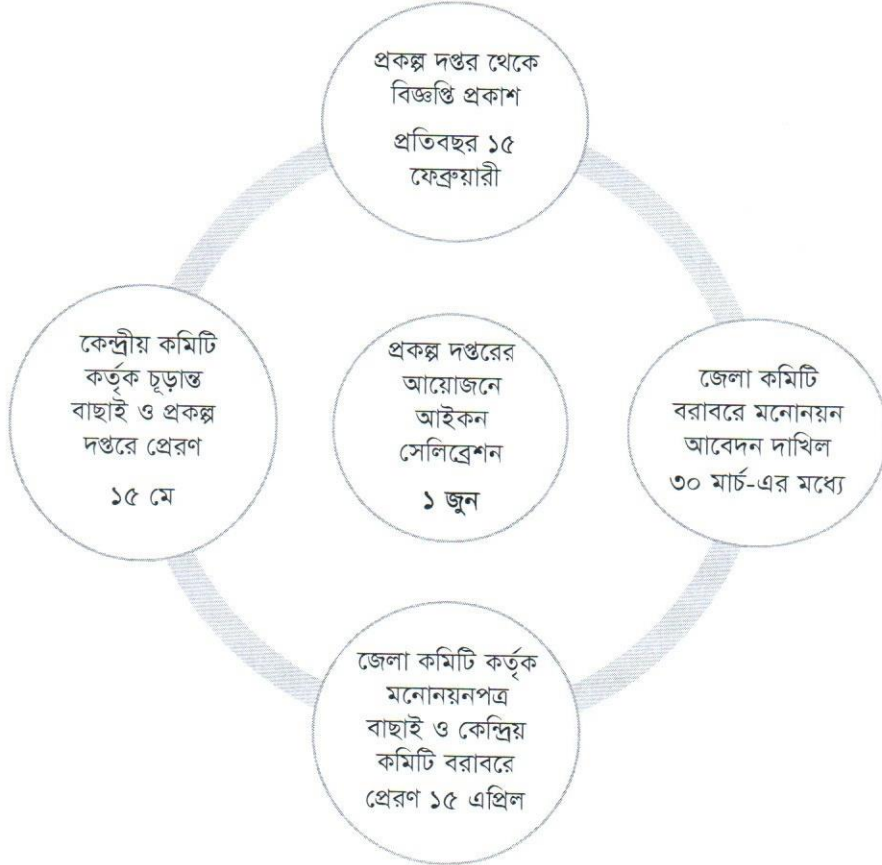 প্রকল্প দপ্তর থেকে
বিজ্ঞপ্তি প্রকাশ
প্রতিবছর ১৫
ফেব্রুয়ারী
জেলা কমিটি
বরাবরে মনোনয়ন
আবেদন দাখিল
৩০ মার্চ-এর মধ্যে
জেলা কমিটি কর্তৃক
মনোনয়নপত্র
বাছাই ও কেন্দ্রিয়
কমিটি বরাবরে
প্রেরণ ১৫ এপ্রিল
কেন্দ্রীয় কমিটি
কর্তৃক চূড়ান্ত
বাছাই ও প্রকল্প
দপ্তরে প্রেরণ
১৫ মে
প্রকল্প দপ্তরের
আয়োজনে
আইকন
সেলিব্রেশন
১ জুন